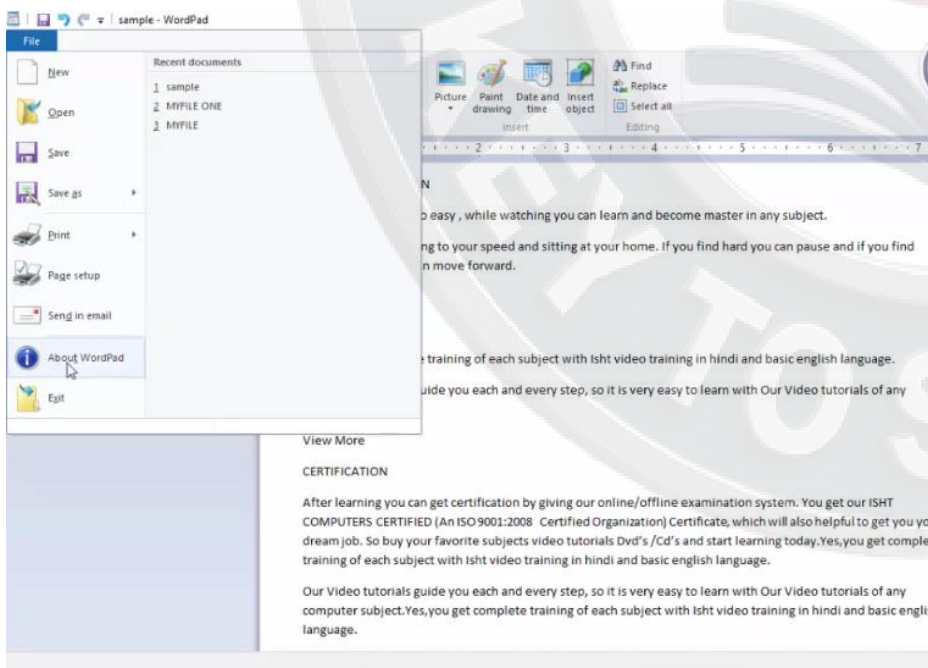 sample - WordPad
File
New
Open
Save
Save as
Print
Page setup
Send in email
About WordPad
Exit
Recent documents
1 sample
2 MYFILE ONE
3 MYFILE
Picture
Paint drawing
Date and time
Insert object
Insert
Find
Replace
Select all
Editing
2 3 4 5 6 7
N
easy , while watching you can learn and become master in any subject.
ng to your speed and sitting at your home. If you find hard you can pause and if you find
n move forward.
training of each subject with Isht video training in hindi and basic english language.
uide you each and every step, so it is very easy to learn with Our Video tutorials of any
View More
CERTIFICATION
After learning you can get certification by giving our online/offline examination system. You get our ISHT
COMPUTERS CERTIFIED (An ISO 9001:2008 Certified Organization) Certificate, which will also helpful to get you yo
dream job. So buy your favorite subjects video tutorials Dvd's /Cd's and start learning today.Yes,you get comple
training of each subject with Isht video training in hindi and basic english language.
Our Video tutorials guide you each and every step, so it is very easy to learn with Our Video tutorials of any
computer subject.Yes,you get complete training of each subject with Isht video training in hindi and basic engli
language.
KEY TO S